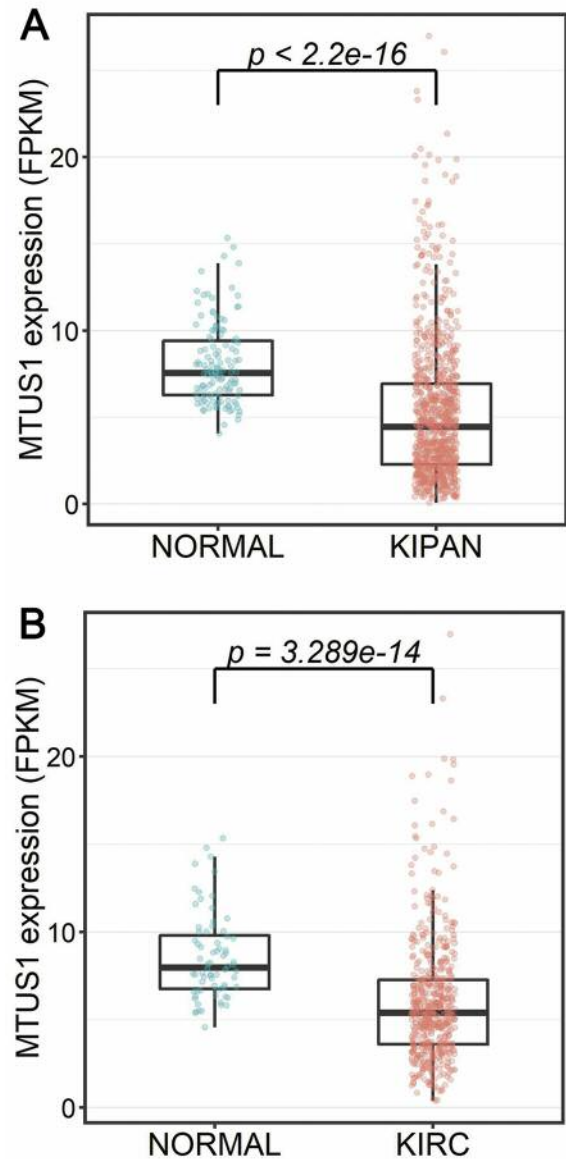 A
p < 2.2e-16
MTUS1 expression (FPKM)
20
10
0
NORMAL
KIPAN
B
p = 3.289e-14
MTUS1 expression (FPKM)
20
10
0
NORMAL
KIRC